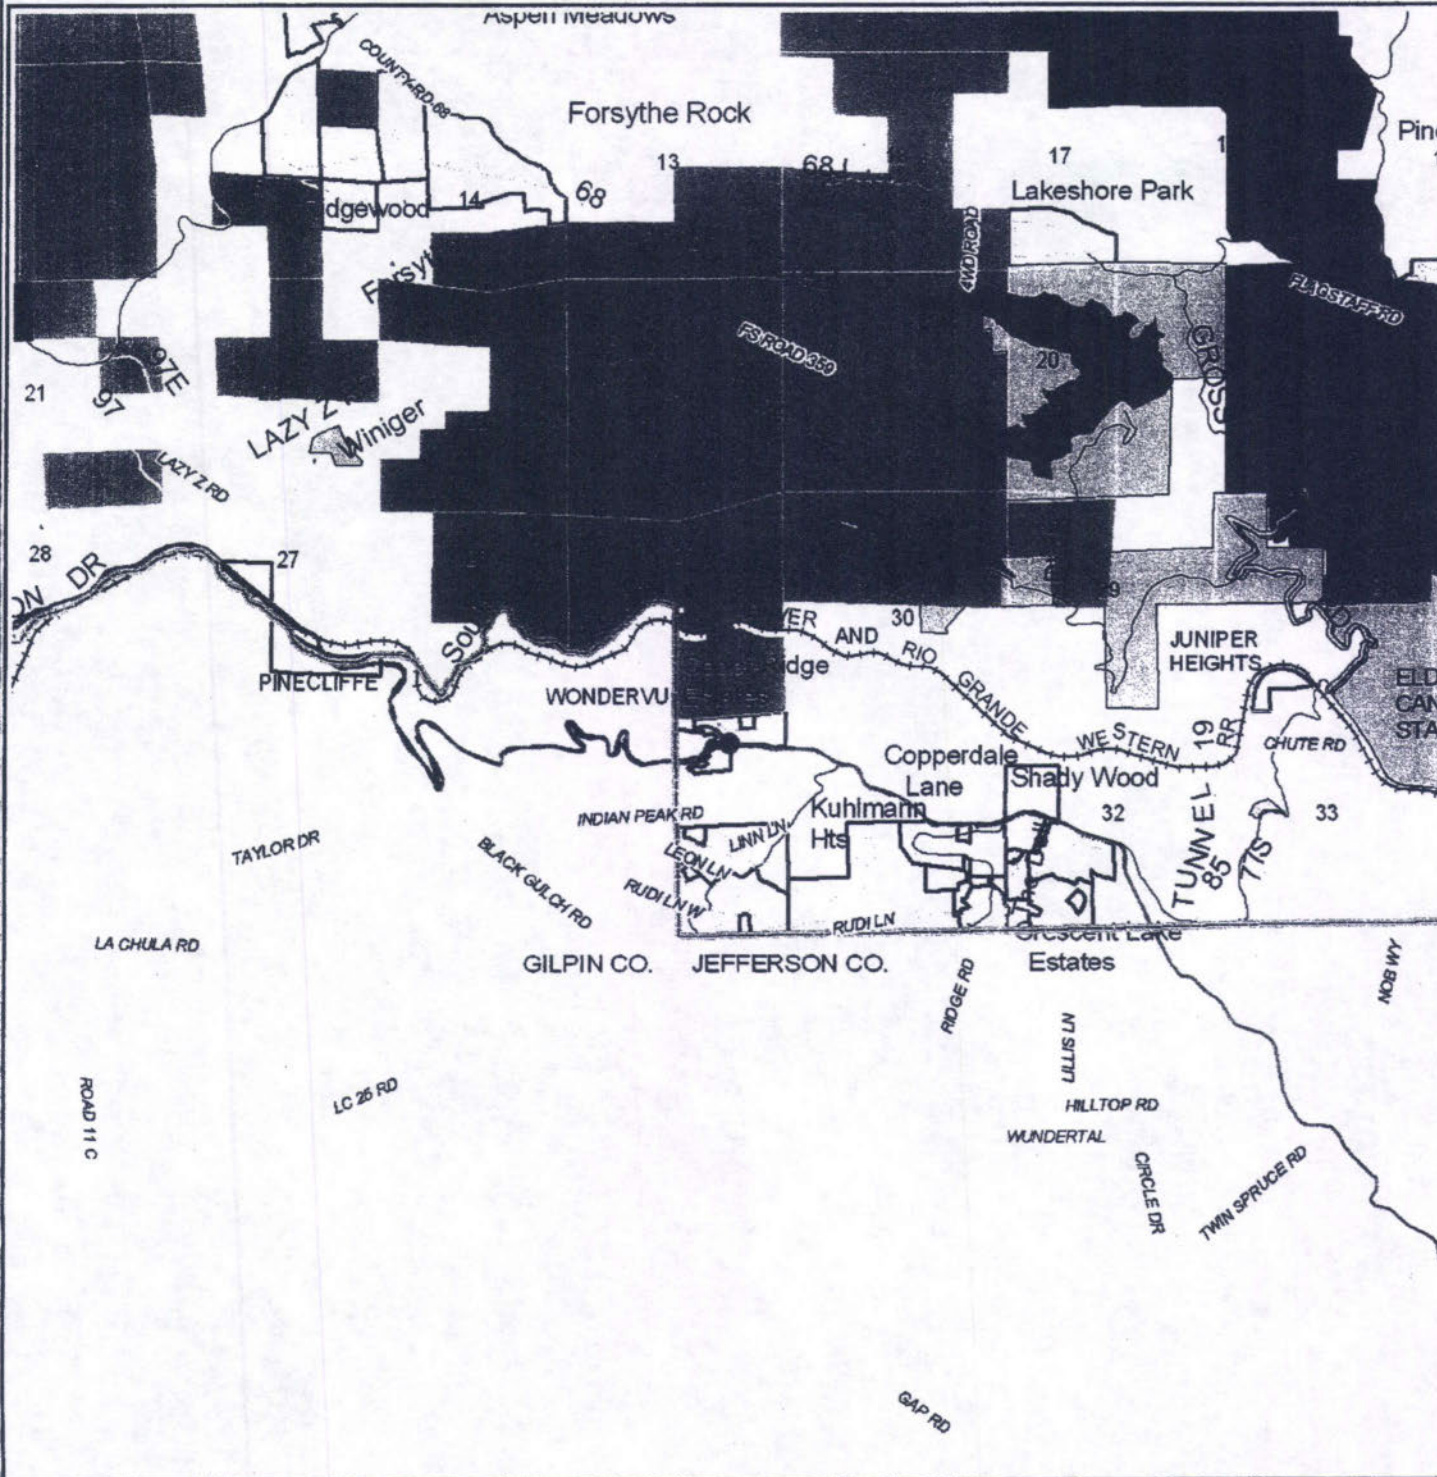 Aspen Meadows
COUNTY RD 68
Forsythe Rock
13
68
17
Lakeshore Park
14
68
dgewood
4WD ROAD
FLAGSTAFF RD
FS ROAD 359
GROSS
20
97E
97
21
LAZY Z
Winiger
LAZY Z RD
28
27
DR
30
AND
RIO
GRANDE
WESTERN
RR
JUNIPER
HEIGHTS
PINECLIFFE
WONDERVU
Ridge
TUNNEL 19
CHUTE RD
Copperdale
Lane
Shady Wood
Kuhlmann
Hts
32
33
85
77S
INDIAN PEAK RD
LINN LN
LEON LN
RUDI LN W
RUDI LN
TAYLOR DR
BLACK GULCH RD
LA CHULA RD
GILPIN CO.
JEFFERSON CO.
Crescent Lake
Estates
RIDGE RD
NOB WY
LILLIS LN
ROAD 11 C
LC 25 RD
HILLTOP RD
WUNDERTAL
CIRCLE DR
TWIN SPRUCE RD
GAP RD